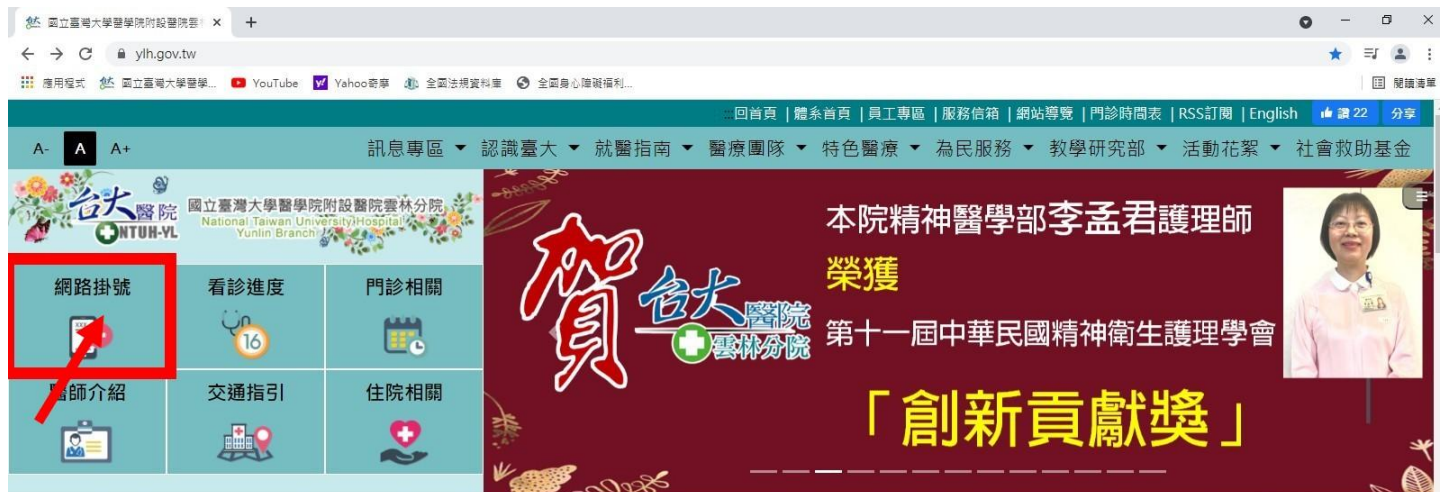 國立臺灣大學醫學院附設醫院雲
ylh.gov.tw
應用程式 國立臺灣大學醫學... YouTube Yahoo奇摩 全國法規資料庫 全國身心障礙福利... 閱讀清單
:::回首頁 | 體系首頁 | 員工專區 | 服務信箱 | 網站導覽 | 門診時間表 | RSS訂閱 | English 讚 22 分享
A- A A+ 訊息專區 認識臺大 就醫指南 醫療團隊 特色醫療 為民服務 教學研究部 活動花絮 社會救助基金
台大醫院
NTUH-YL
國立臺灣大學醫學院附設醫院雲林分院
National Taiwan University Hospital
Yunlin Branch
網路掛號 看診進度 門診相關
16
醫師介紹 交通指引 住院相關
賀
台大醫院
雲林分院
本院精神醫學部李孟君護理師
榮獲
第十一屆中華民國精神衛生護理學會
「創新貢獻獎」